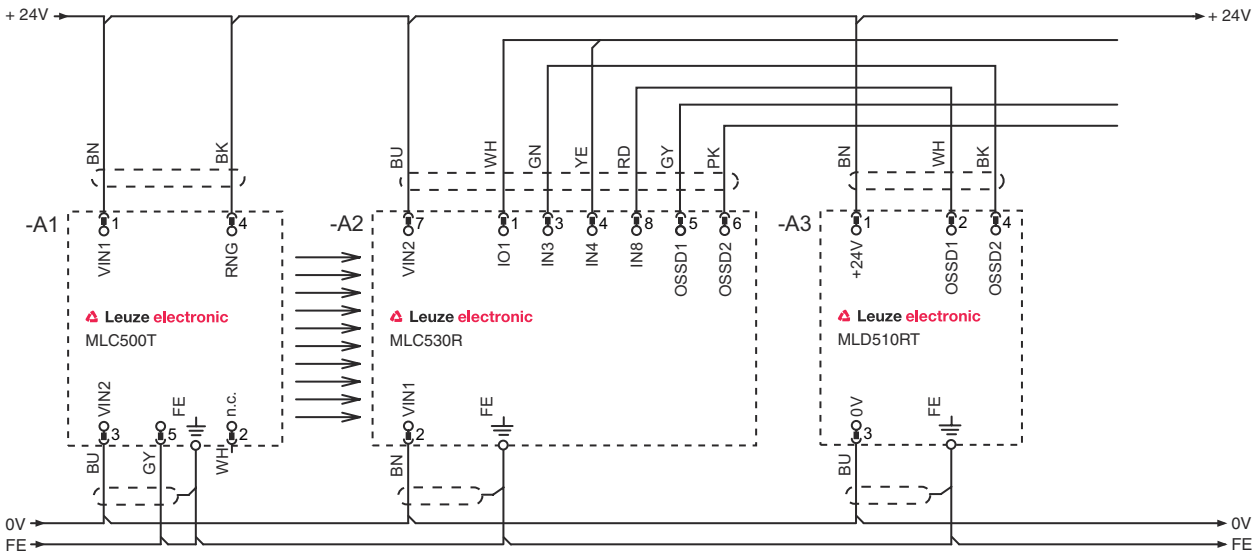 + 24V
+ 24V
BN
BK
BU
WH
GN
YE
RD
GY
PK
BN
WH
BK
-A1
1
4
-A2
7
1
3
4
8
5
6
-A3
1
2
4
VIN1
RNG
VIN2
IO1
IN3
IN4
IN8
OSSD1
OSSD2
+24V
OSSD1
OSSD2
Leuze electronic
MLC500T
Leuze electronic
MLC530R
Leuze electronic
MLD510RT
VIN2
FE
n.c.
VIN1
FE
0V
FE
3
5
2
2
3
BU
GY
WH
BN
BU
0V
0V
FE
FE